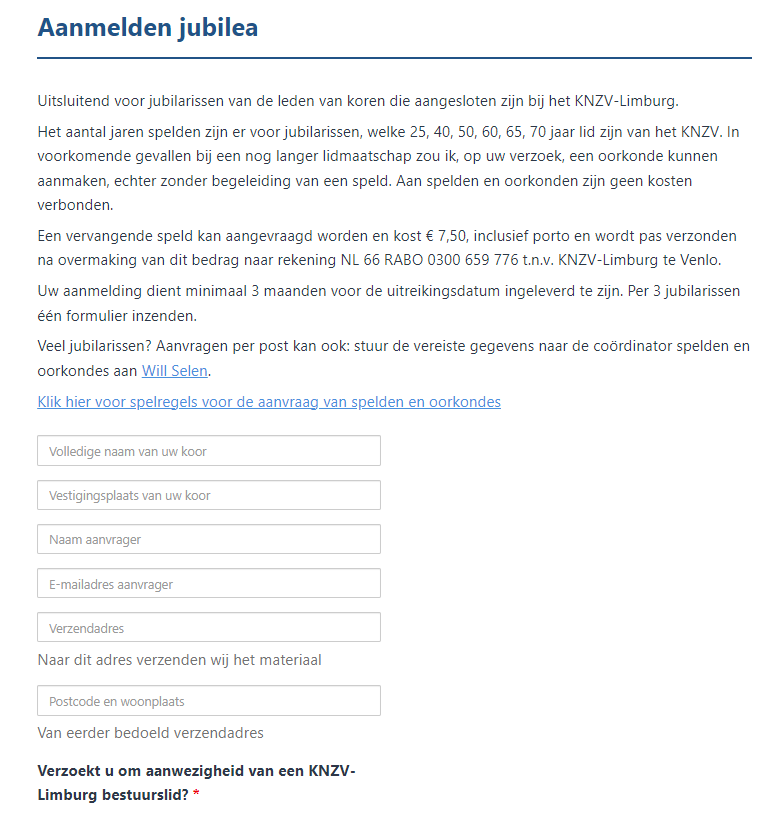 Aanmelden jubilea
Uitsluitend voor jubilarissen van de leden van koren die aangesloten zijn bij het KNZV-Limburg.
Het aantal jaren spelden zijn er voor jubilarissen, welke 25, 40, 50, 60, 65, 70 jaar lid zijn van het KNZV. In
voorkomende gevallen bij een nog langer lidmaatschap zou ik, op uw verzoek, een oorkonde kunnen
aanmaken, echter zonder begeleiding van een speld. Aan spelden en oorkonden zijn geen kosten
verbonden.
Een vervangende speld kan aangevraagd worden en kost € 7,50, inclusief porto en wordt pas verzonden
na overmaking van dit bedrag naar rekening NL 66 RABO 0300 659 776 t.n.v. KNZV-Limburg te Venlo.
Uw aanmelding dient minimaal 3 maanden voor de uitreikingsdatum ingeleverd te zijn. Per 3 jubilarissen
één formulier inzenden.
Veel jubilarissen? Aanvragen per post kan ook: stuur de vereiste gegevens naar de coördinator spelden en
oorkondes aan Will Selen.
Klik hier voor spelregels voor de aanvraag van spelden en oorkondes
Volledige naam van uw koor
Vestigingsplaats van uw koor
Naam aanvrager
E-mailadres aanvrager
Verzendadres
Naar dit adres verzenden wij het materiaal
Postcode en woonplaats
Van eerder bedoeld verzendadres
Verzoekt u om aanwezigheid van een KNZV-
Limburg bestuurslid? *